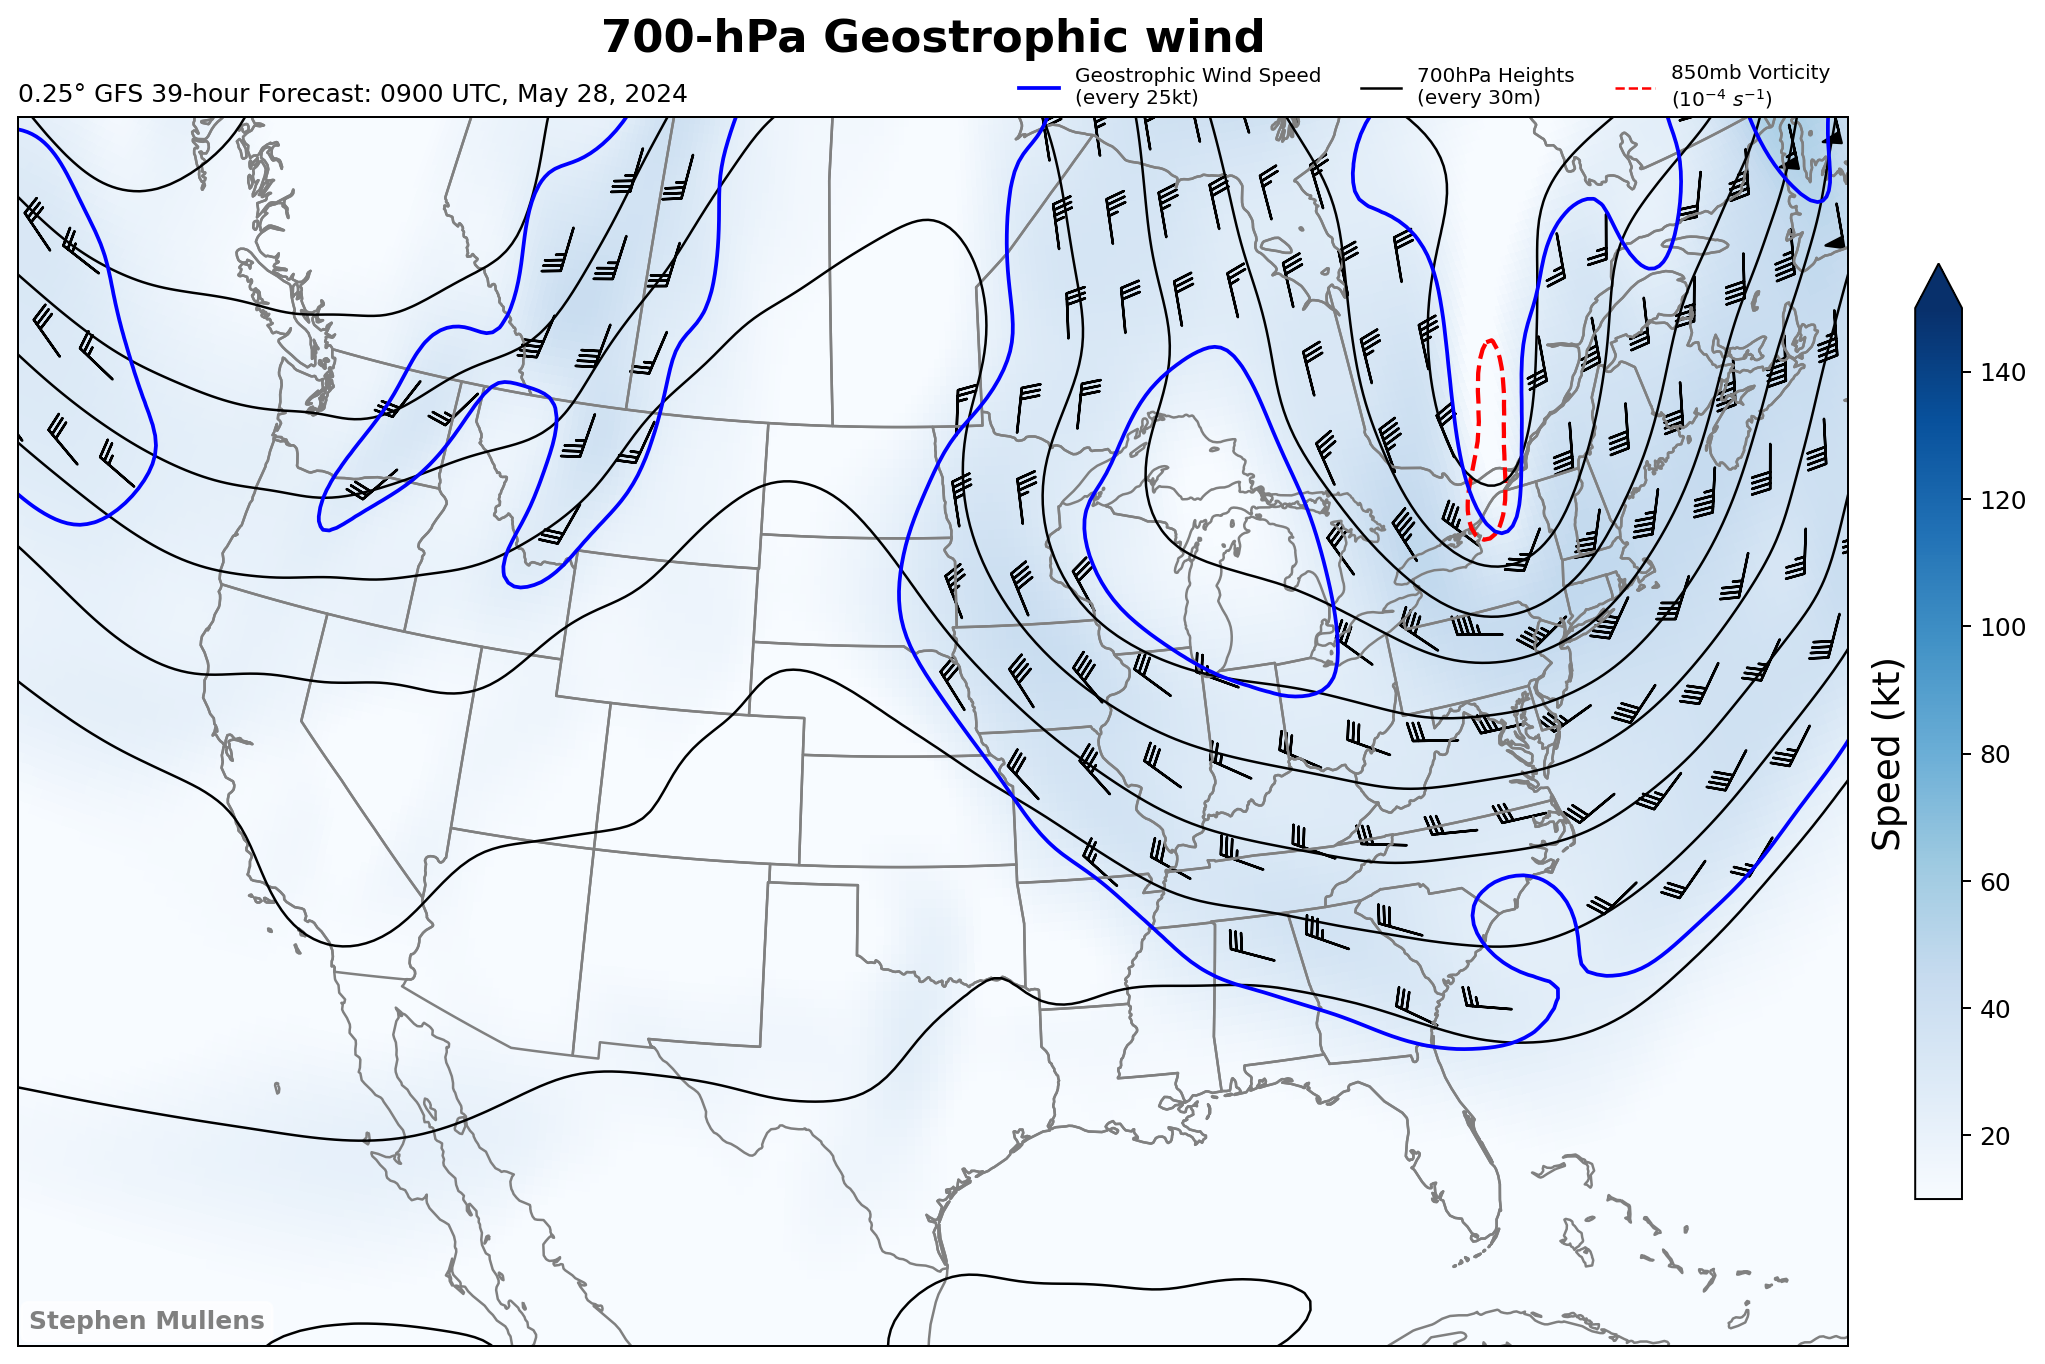 700-hPa Geostrophic wind
0.25° GFS 39-hour Forecast: 0900 UTC, May 28, 2024
Geostrophic Wind Speed
(every 25kt)
700hPa Heights
(every 30m)
850mb Vorticity
(10⁻⁴ s⁻¹)
140
120
100
80
60
40
20
Speed (kt)
Stephen Mullens